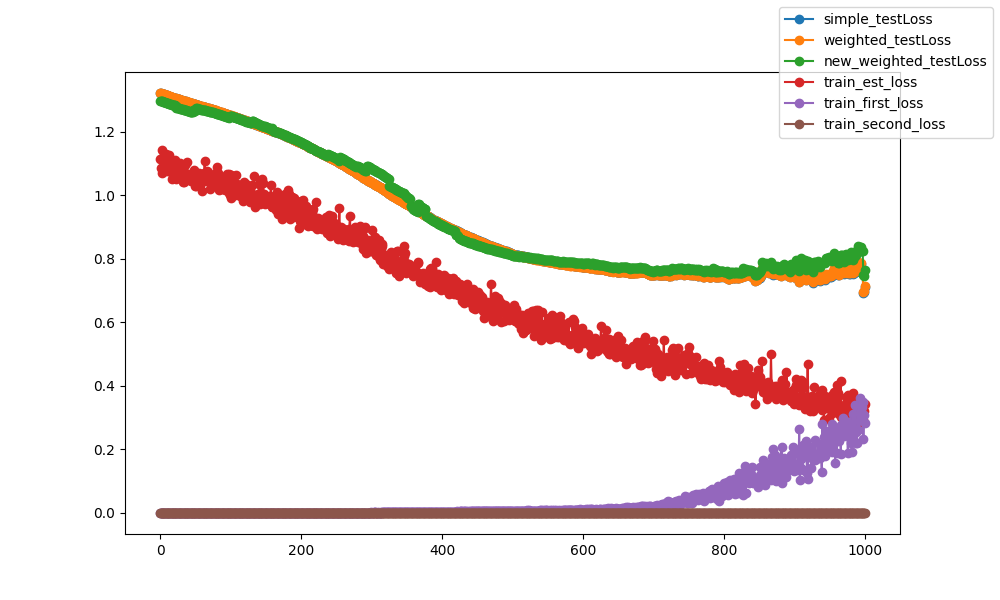 simple_testLoss
weighted_testLoss
new_weighted_testLoss
train_est_loss
train_first_loss
train_second_loss
1.2
1.0
0.8
0.6
0.4
0.2
0.0
0 200 400 600 800 1000